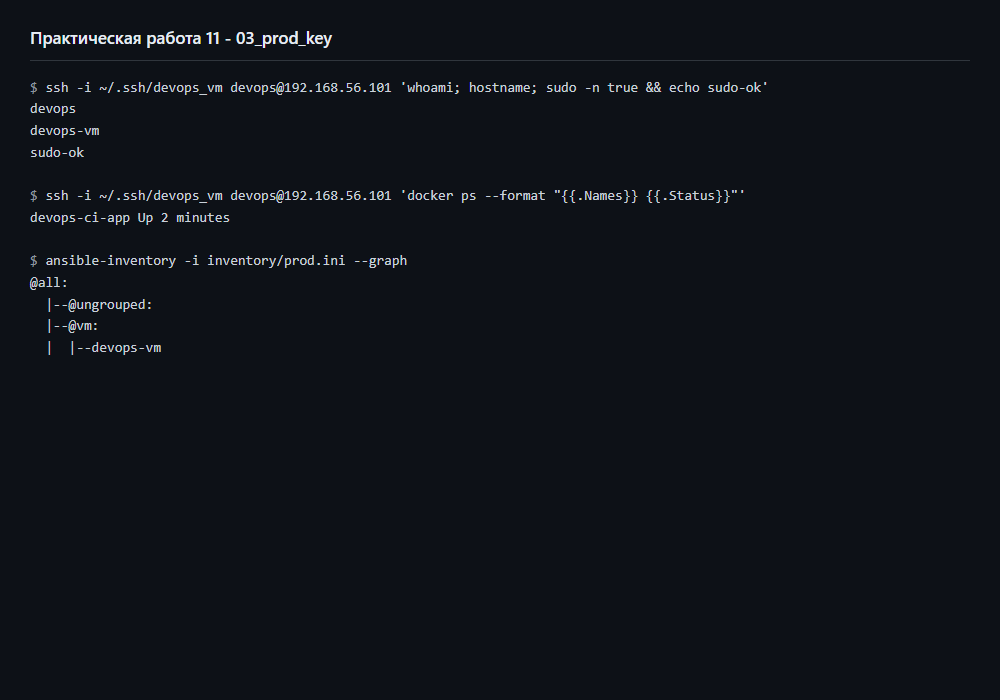 Практическая работа 11 - 03_prod_key
$ ssh -i ~/.ssh/devops_vm devops@192.168.56.101 'whoami; hostname; sudo -n true && echo sudo-ok'
devops
devops-vm
sudo-ok
$ ssh -i ~/.ssh/devops_vm devops@192.168.56.101 'docker ps --format "{{.Names}} {{.Status}}"'
devops-ci-app Up 2 minutes
$ ansible-inventory -i inventory/prod.ini --graph
@all:
  |--@ungrouped:
  |--@vm:
  |  |--devops-vm